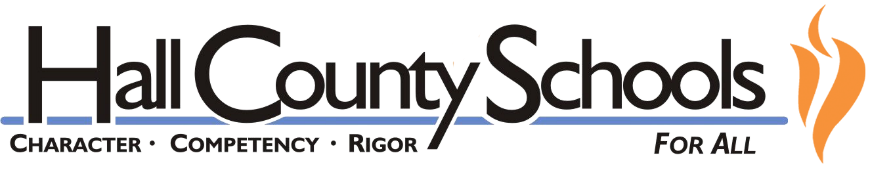 Hall County Schools
CHARACTER · COMPETENCY · RIGOR FOR ALL